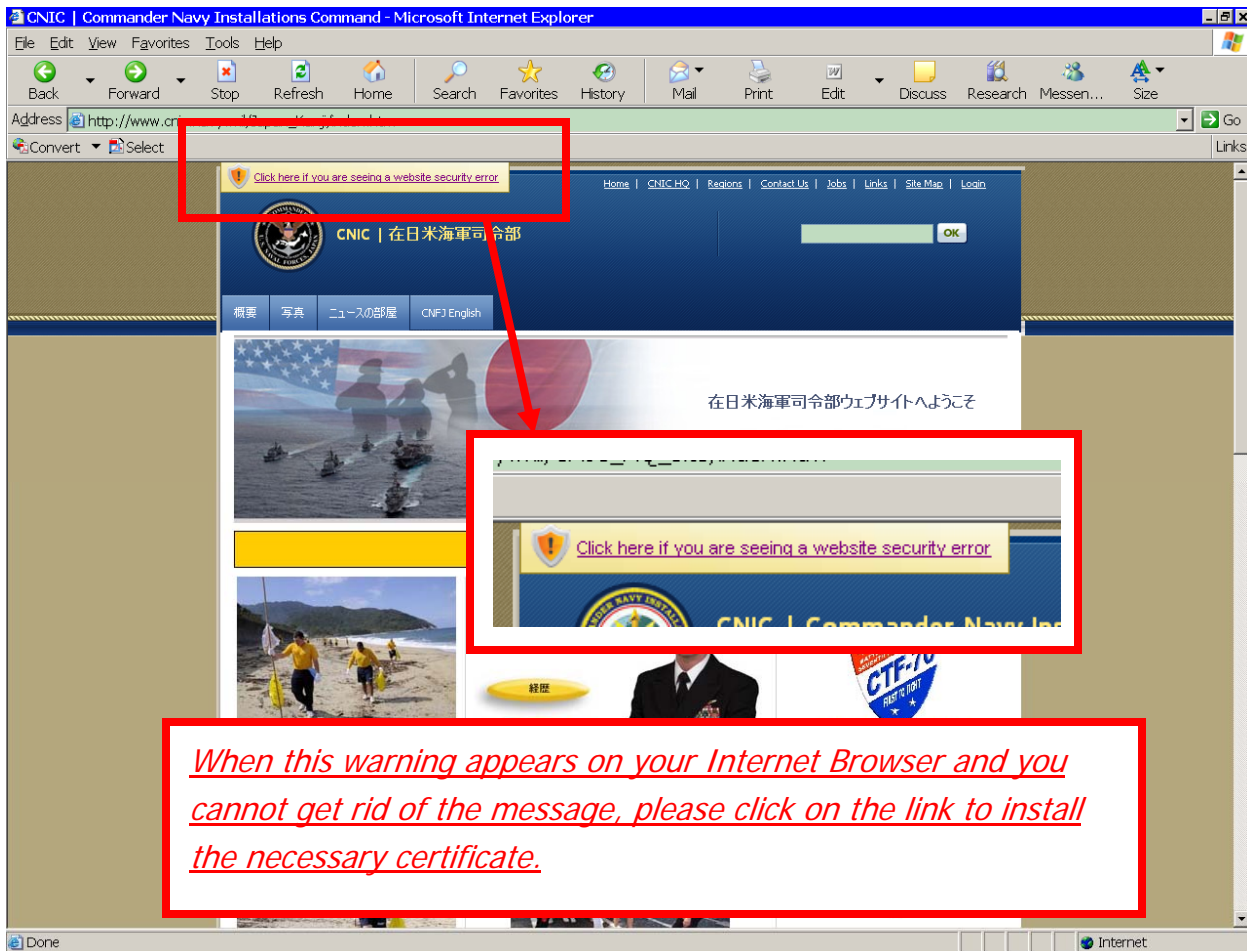 CNIC | Commander Navy Installations Command - Microsoft Internet Explorer
File Edit View Favorites Tools Help
Back Forward Stop Refresh Home Search Favorites History Mail Print Edit Discuss Research Messen... Size
Address http://www.cnic
Go
Convert Select Links
Click here if you are seeing a website security error
Home | CNIC HQ | Regions | Contact Us | Jobs | Links | Site Map | Login
CNIC | 在日米海軍司令部
OK
概要 写真 ニュースの部屋 CNFJ English
在日米海軍司令部ウェブサイトへようこそ
Click here if you are seeing a website security error
CNIC | Commander Navy
経歴
CTF-70
When this warning appears on your Internet Browser and you
cannot get rid of the message, please click on the link to install
the necessary certificate.
Done
Internet